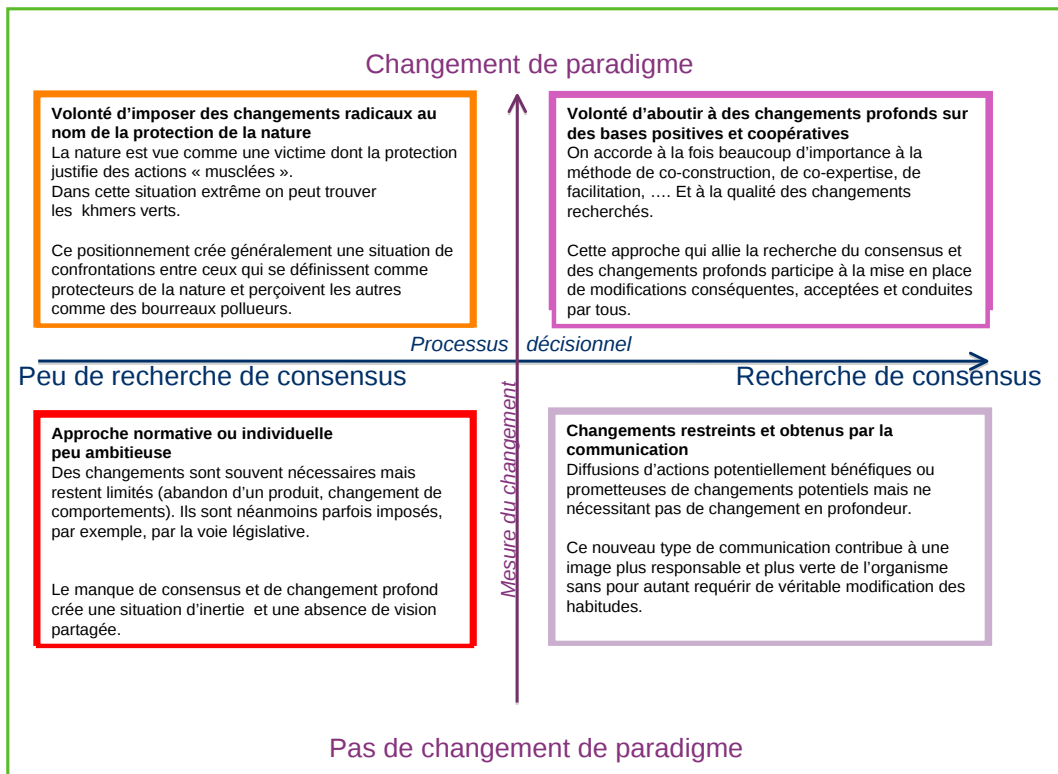 Changement de paradigme
Volonté d’imposer des changements radicaux au
nom de la protection de la nature
La nature est vue comme une victime dont la protection
justifie des actions « musclées ».
Dans cette situation extrême on peut trouver
les khmers verts.
Ce positionnement crée généralement une situation de
confrontations entre ceux qui se définissent comme
protecteurs de la nature et perçoivent les autres
comme des bourreaux pollueurs.
Volonté d’aboutir à des changements profonds sur
des bases positives et coopératives
On accorde à la fois beaucoup d’importance à la
méthode de co-construction, de co-expertise, de
facilitation, …. Et à la qualité des changements
recherchés.
Cette approche qui allie la recherche du consensus et
des changements profonds participe à la mise en place
de modifications conséquentes, acceptées et conduites
par tous.
Processus décisionnel
Peu de recherche de consensus
Recherche de consensus
Mesure du changement
Approche normative ou individuelle
peu ambitieuse
Des changements sont souvent nécessaires mais
restent limités (abandon d’un produit, changement de
comportements). Ils sont néanmoins parfois imposés,
par exemple, par la voie législative.
Le manque de consensus et de changement profond
crée une situation d’inertie et une absence de vision
partagée.
Changements restreints et obtenus par la
communication
Diffusions d’actions potentiellement bénéfiques ou
prometteuses de changements potentiels mais ne
nécessitant pas de changement en profondeur.
Ce nouveau type de communication contribue à une
image plus responsable et plus verte de l’organisme
sans pour autant requérir de véritable modification des
habitudes.
Pas de changement de paradigme